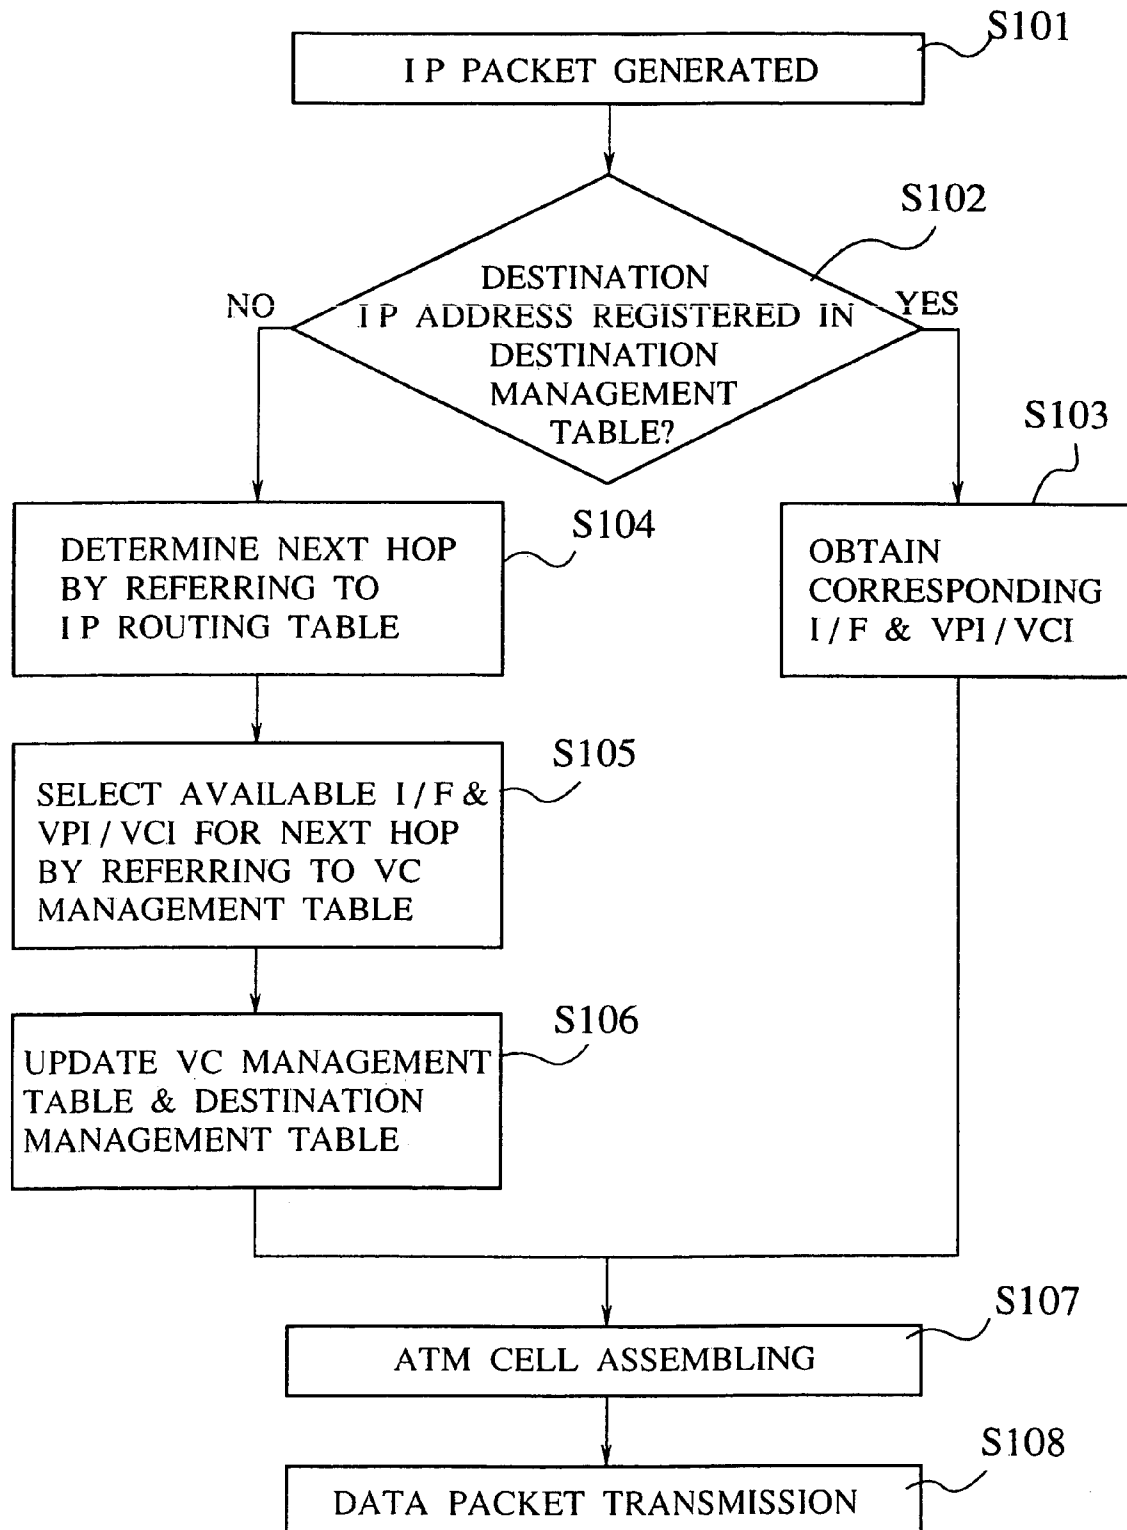 S101
IP PACKET GENERATED
S102
DESTINATION
IP ADDRESS REGISTERED IN
DESTINATION
MANAGEMENT
TABLE?
NO
YES
S103
OBTAIN
CORRESPONDING
I/F & VPI/VCI
S104
DETERMINE NEXT HOP
BY REFERRING TO
IP ROUTING TABLE
S105
SELECT AVAILABLE I/F &
VPI/VCI FOR NEXT HOP
BY REFERRING TO VC
MANAGEMENT TABLE
S106
UPDATE VC MANAGEMENT
TABLE & DESTINATION
MANAGEMENT TABLE
S107
ATM CELL ASSEMBLING
S108
DATA PACKET TRANSMISSION